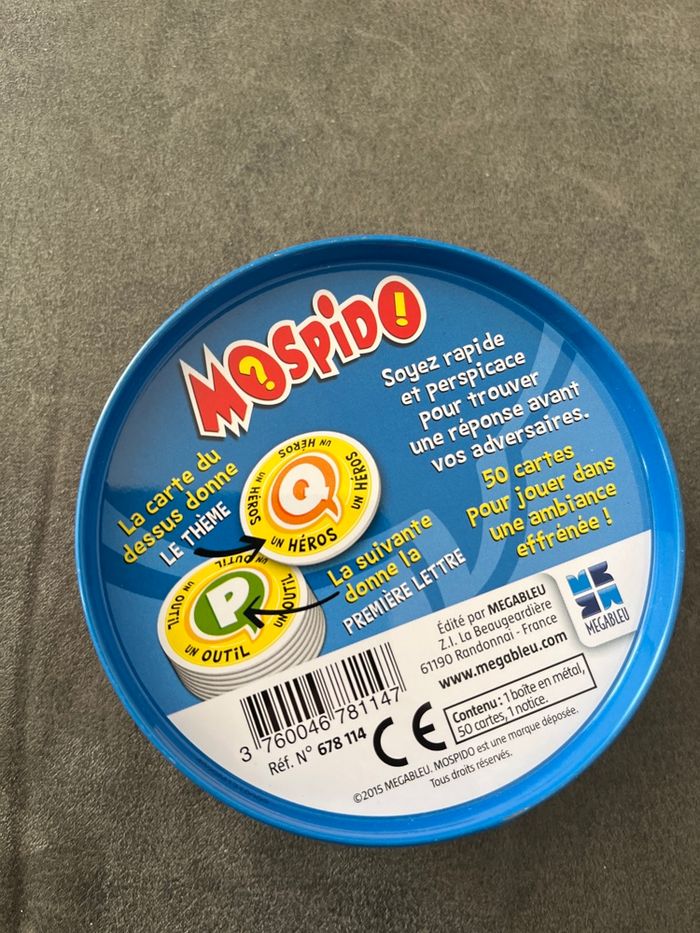 MOSPIDO
Soyez rapide
et perspicace
pour trouver
une réponse avant
vos adversaires.
50 cartes
pour jouer dans
une ambiance
effrénée !
La carte du
dessus donne
LE THÈME
UN HÉROS
UN HÉROS
Q
UN HÉROS
UN HÉROS
La suivante
donne la
PREMIÈRE LETTRE
UN OUTIL
UN OUTIL
P
UN OUTIL
UN OUTIL
Édité par MEGABLEU
Z.I. La Beaugeardière
61190 Randonnai - France
www.megableu.com
MEGABLEU
3 760046 781147
Réf. N° 678 114
CE
Contenu : 1 boîte en métal,
50 cartes, 1 notice.
©2015 MEGABLEU. MOSPIDO est une marque déposée.
Tous droits réservés.